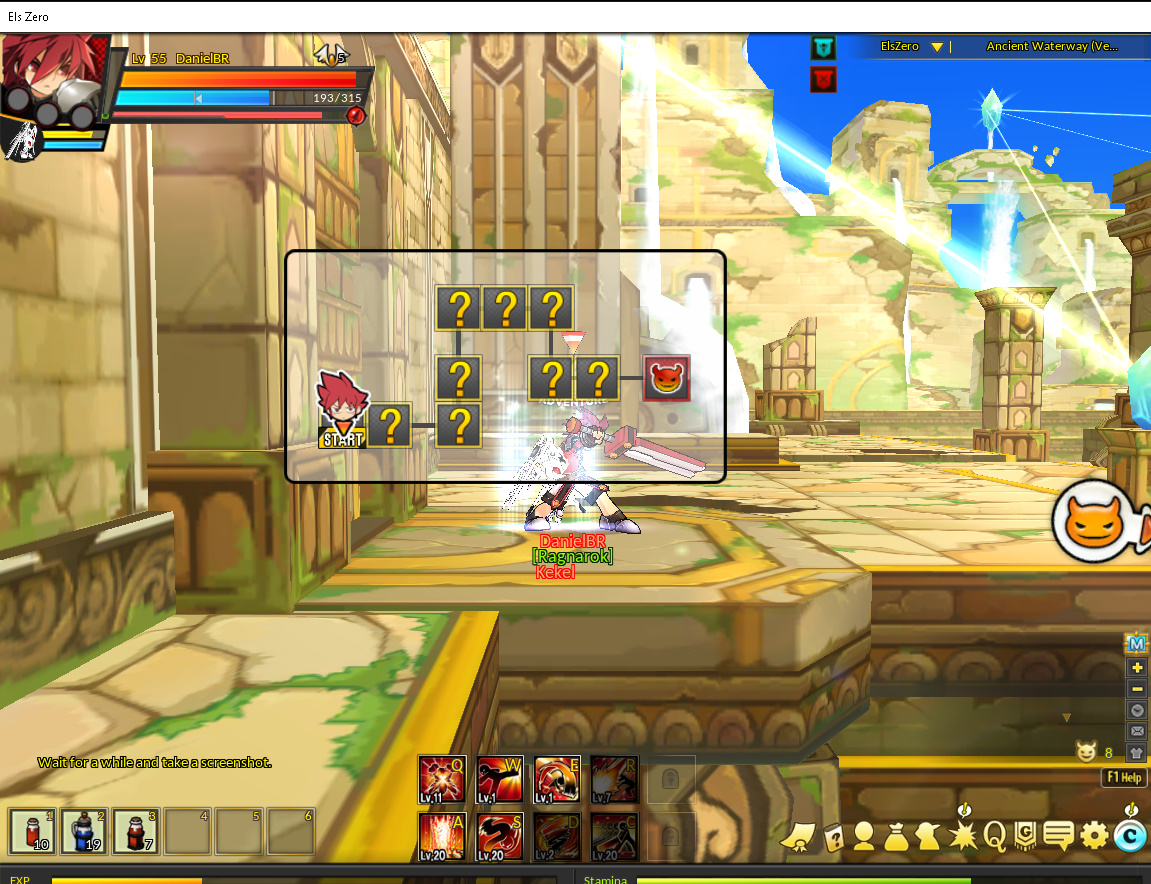 Els Zero
Lv 55 DanielBR
5
ElsZero
Ancient Waterway (Ve...
193/315
? ? ?
? ? ?
START ? ?
ADVENTURE
DanielBR
[Ragnarok]
Kekel
M
8
F1 Help
Wait for a while and take a screenshot.
Q W E R
Lv.11 Lv.1 Lv.1 Lv.7
1 2 3 4 5 6
10 19 7
A S D C
Lv.20 Lv.20 Lv.2 Lv.20
? Q C
EXP
Stamina